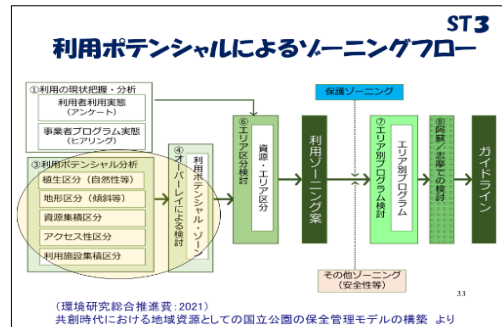 ST3
利用ポテンシャルによるゾーニングフロー
①利用の現状把握・分析
利用者利用実態
(アンケート)
事業者プログラム実態
(ヒアリング)
③利用ポテンシャル分析
植生区分（自然性等）
地形区分（傾斜等）
資源集積区分
アクセス性区分
利用施設集積区分
④オーバーレイによる検討
利用ポテンシャル・ゾーン
⑥エリア区分検討
資源・エリア区分
利用ゾーニング案
保護ゾーニング
その他ゾーニング
(安全性等)
⑦エリア別プログラム検討
エリア別プログラム
⑧阿蘇／志摩での検討
ガイドライン
33
(環境研究総合推進費：2021)
共創時代における地域資源としての国立公園の保全管理モデルの構築 より